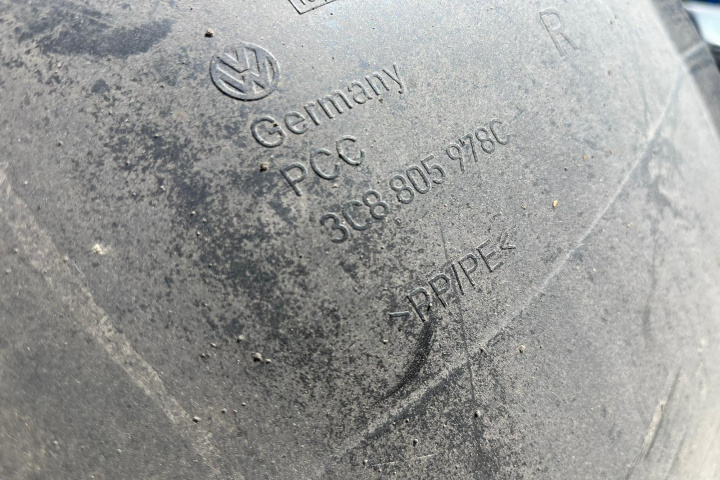 R
Germany
PCC
3C8 805 978C
>PP/PE<